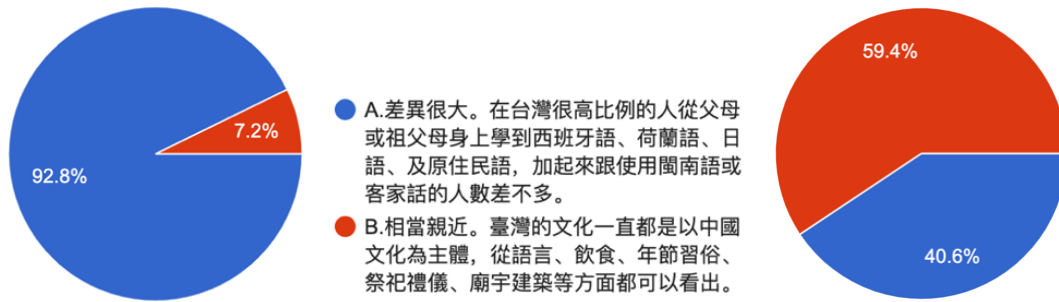 92.8%
7.2%
A.差異很大。在台灣很高比例的人從父母
或祖父母身上學到西班牙語、荷蘭語、日
語、及原住民語，加起來跟使用閩南語或
客家話的人數差不多。
B.相當親近。臺灣的文化一直都是以中國
文化為主體，從語言、飲食、年節習俗、
祭祀禮儀、廟宇建築等方面都可以看出。
59.4%
40.6%